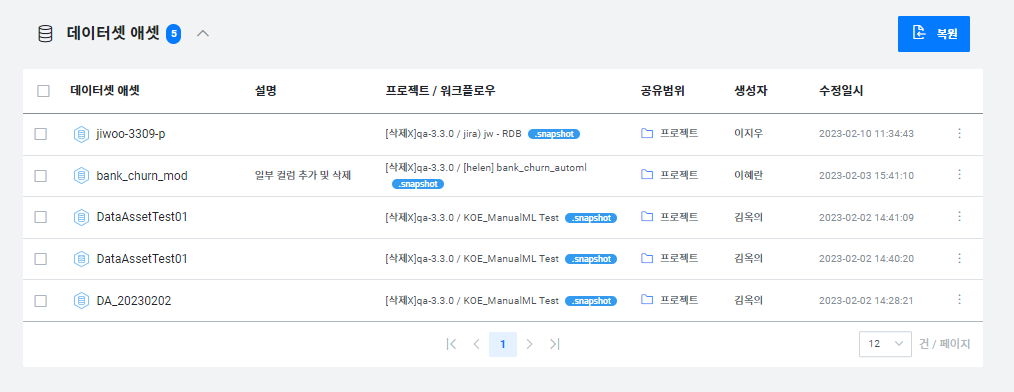 데이터셋 애셋 5
복원
데이터셋 애셋 설명 프로젝트 / 워크플로우 공유범위 생성자 수정일시
jiwoo-3309-p [삭제X]qa-3.3.0 / jira) jw - RDB .snapshot 프로젝트 이지우 2023-02-10 11:34:43
bank_churn_mod 일부 컬럼 추가 및 삭제 [삭제X]qa-3.3.0 / [helen] bank_churn_automl .snapshot 프로젝트 이혜란 2023-02-03 15:41:10
DataAssetTest01 [삭제X]qa-3.3.0 / KOE_ManualML Test .snapshot 프로젝트 김옥의 2023-02-02 14:41:09
DataAssetTest01 [삭제X]qa-3.3.0 / KOE_ManualML Test .snapshot 프로젝트 김옥의 2023-02-02 14:40:20
DA_20230202 [삭제X]qa-3.3.0 / KOE_ManualML Test .snapshot 프로젝트 김옥의 2023-02-02 14:28:21
1
12 건 / 페이지